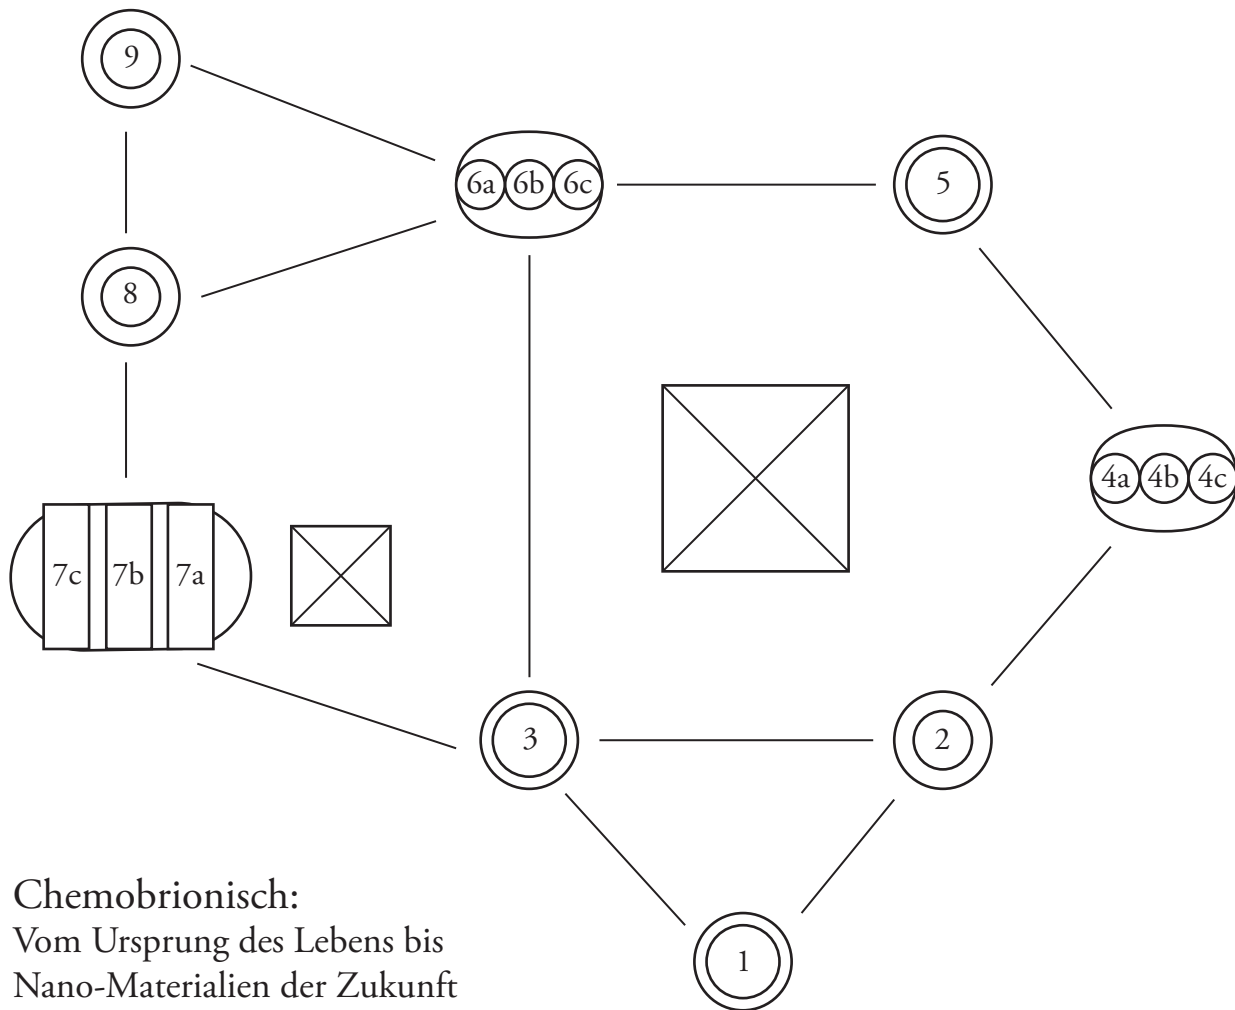 9
6a 6b 6c
5
8
4a 4b 4c
7c 7b 7a
3
2
1
Chemobrionisch:
Vom Ursprung des Lebens bis
Nano-Materialien der Zukunft